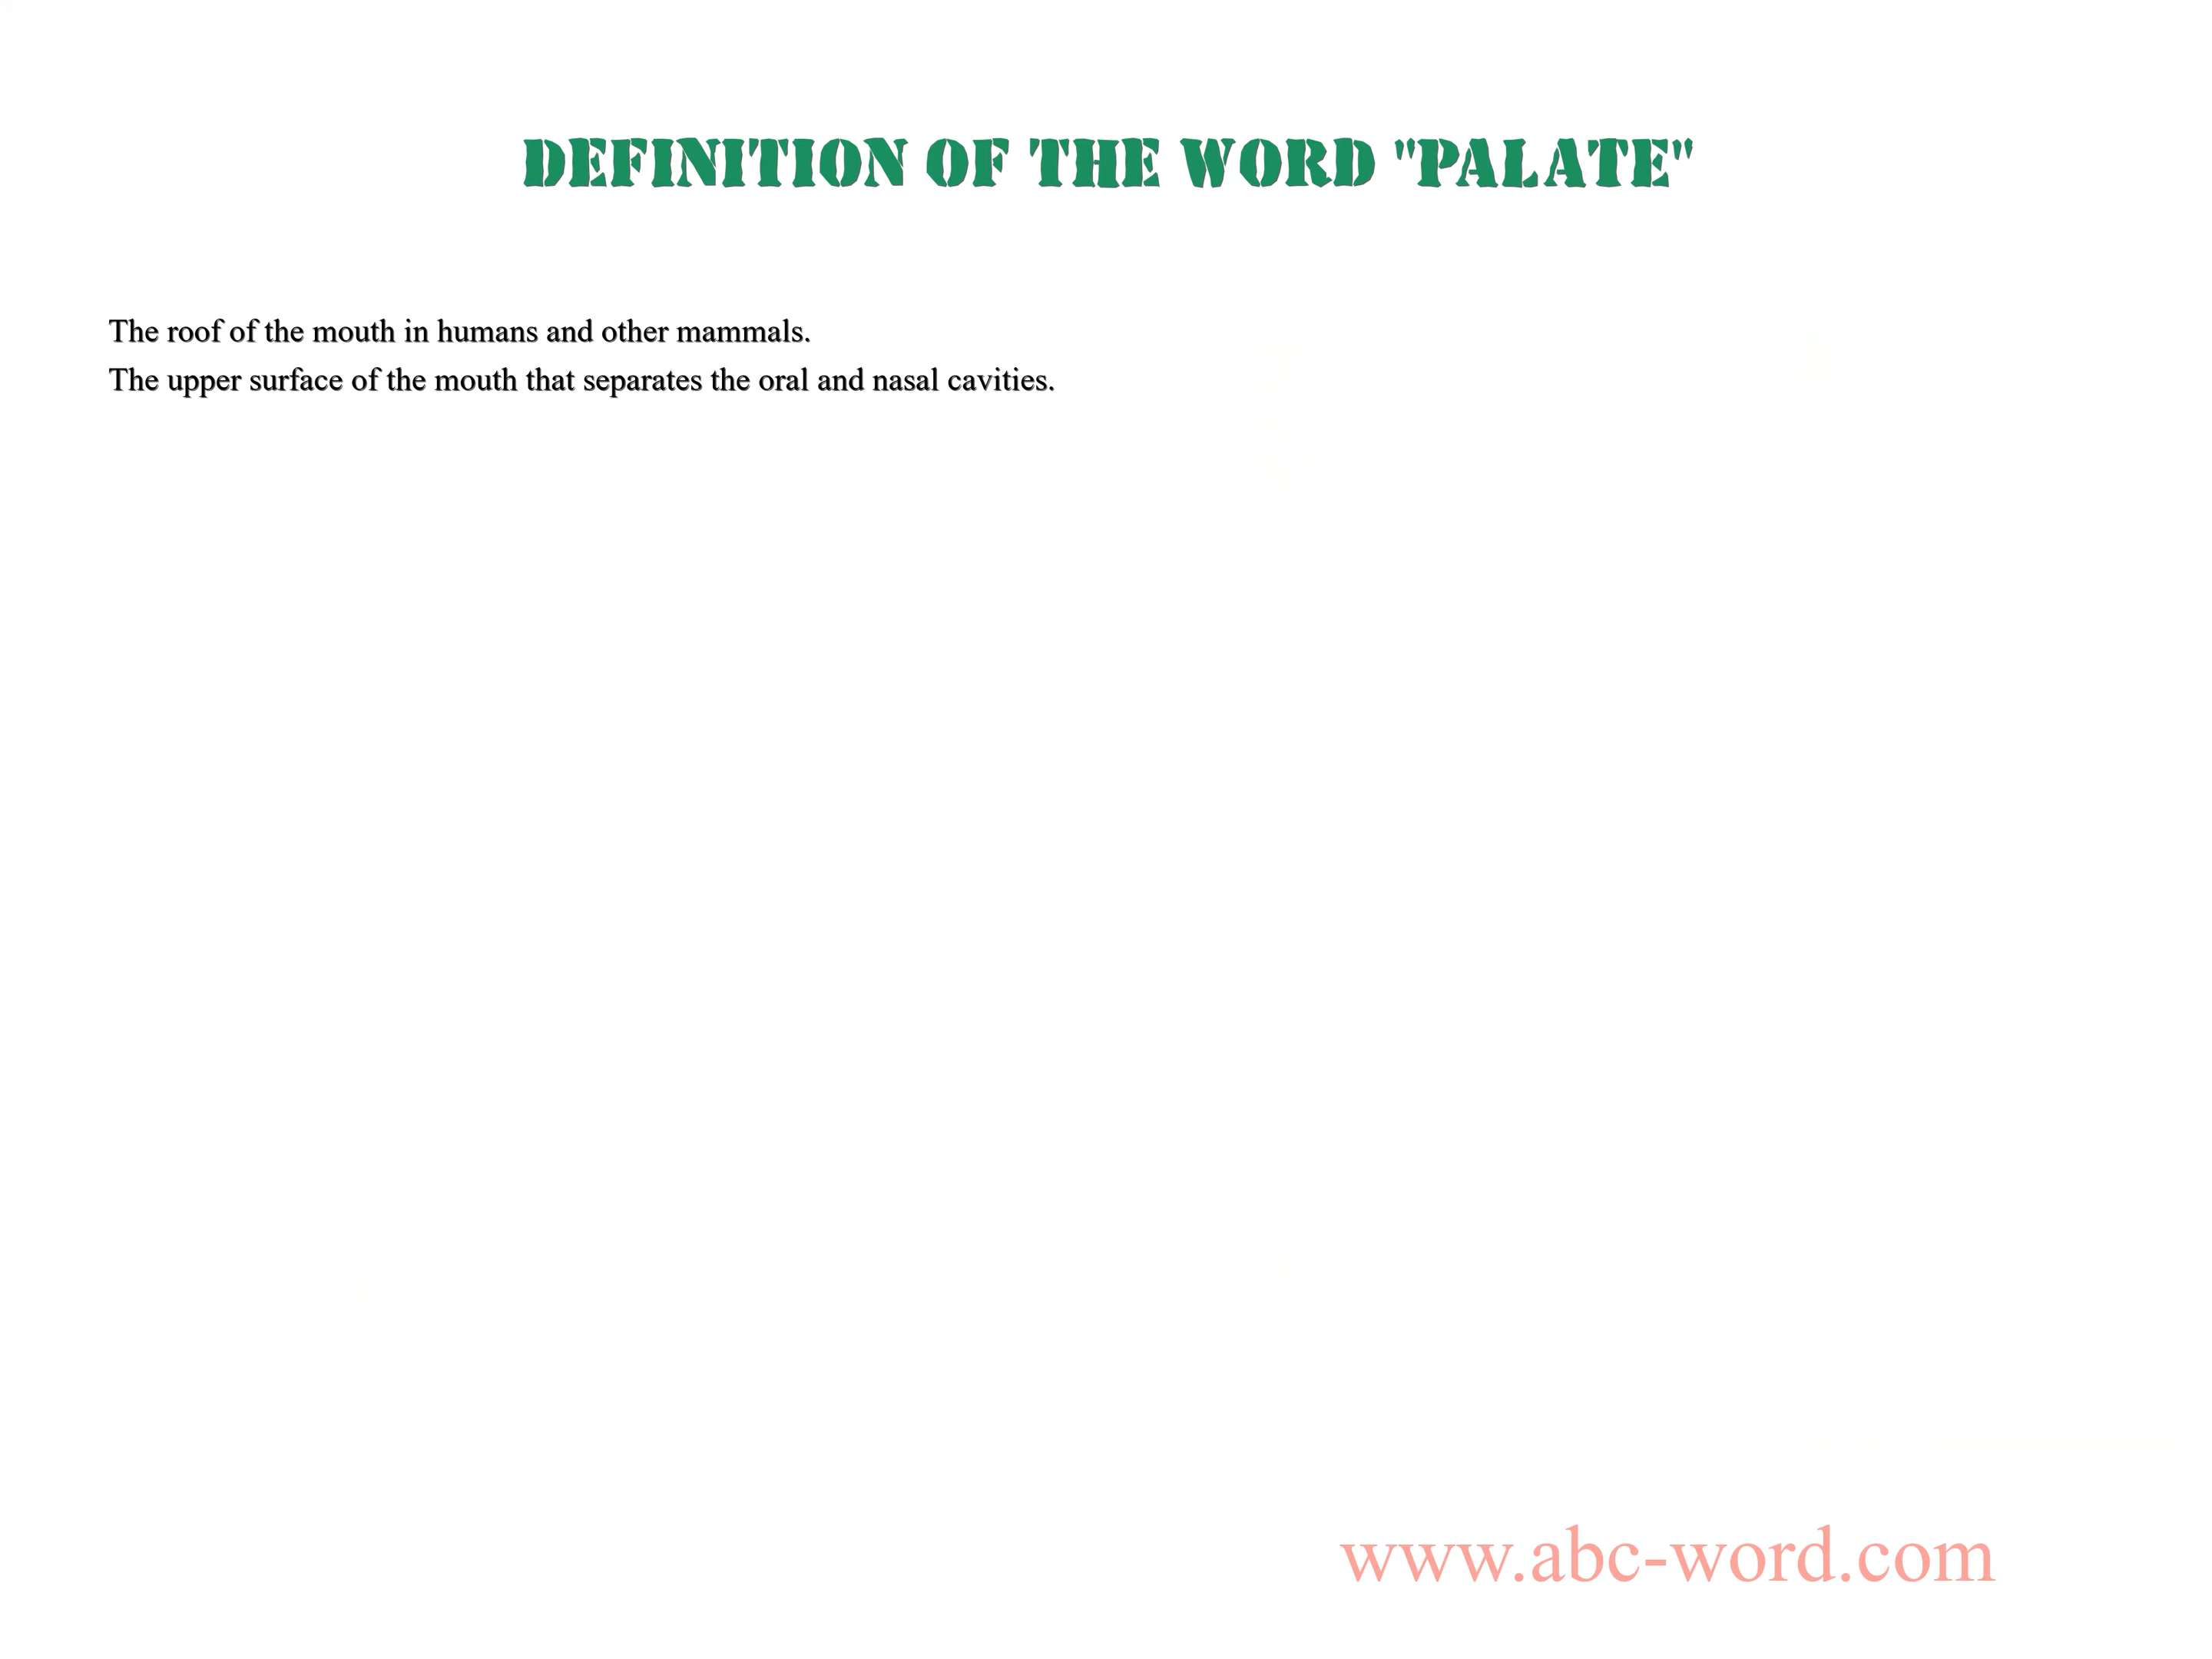 DEFINITION OF THE WORD "PALATE"
The roof of the mouth in humans and other mammals.
The upper surface of the mouth that separates the oral and nasal cavities.
www.abc-word.com